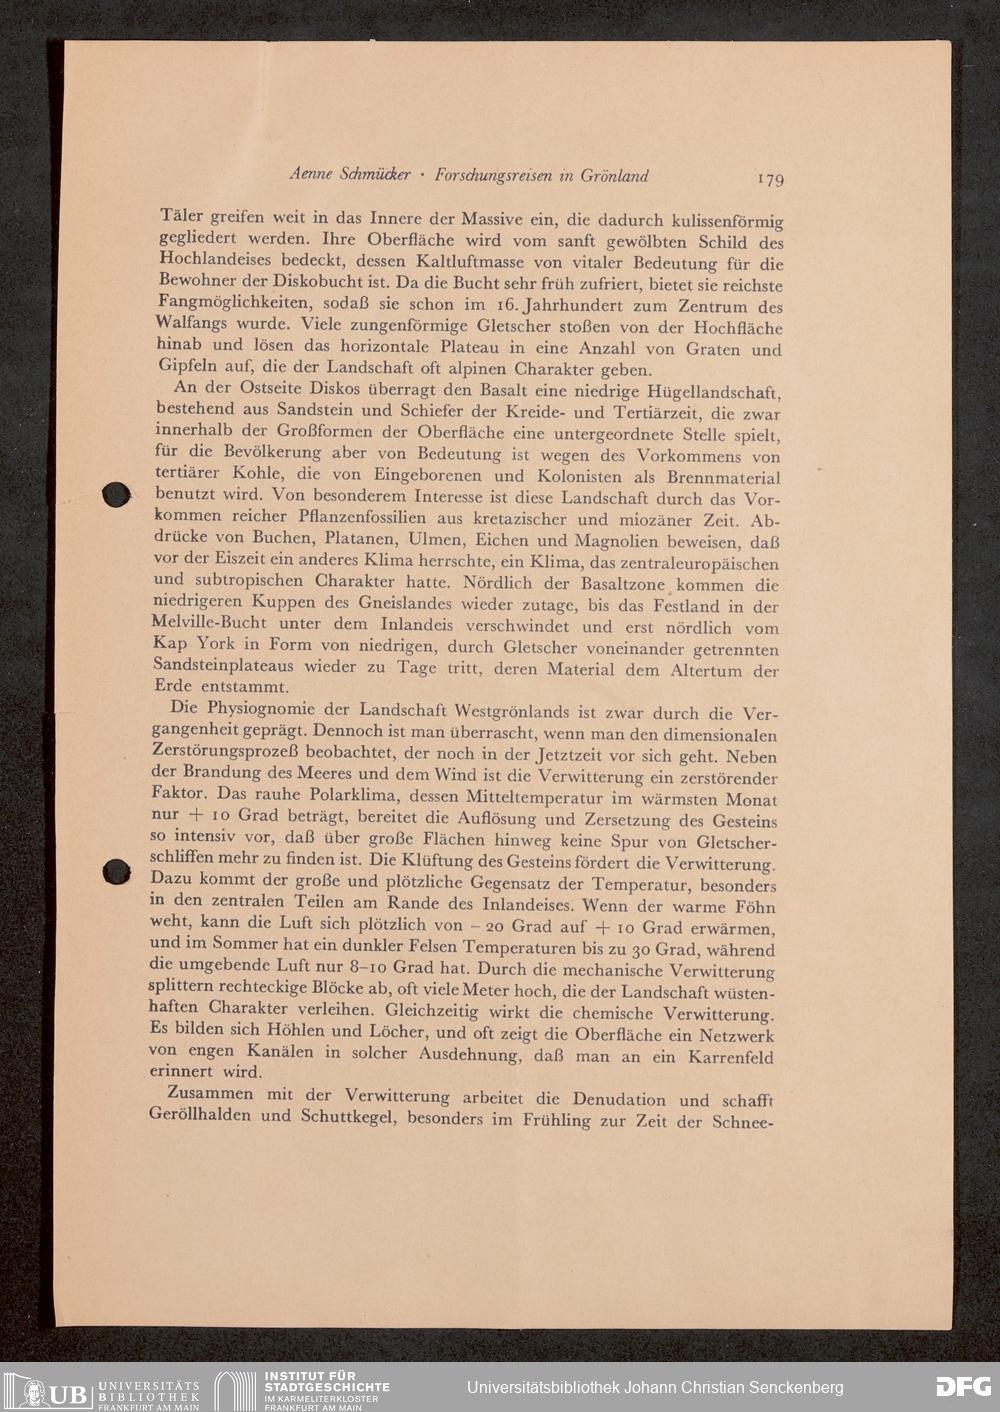 Aenne Schmücker · Forschungsreisen in Grönland 179
Täler greifen weit in das Innere der Massive ein, die dadurch kulissenförmig
gegliedert werden. Ihre Oberfläche wird vom sanft gewölbten Schild des
Hochlandeises bedeckt, dessen Kaltluftmasse von vitaler Bedeutung für die
Bewohner der Diskobucht ist. Da die Bucht sehr früh zufriert, bietet sie reichste
Fangmöglichkeiten, sodaß sie schon im 16. Jahrhundert zum Zentrum des
Walfangs wurde. Viele zungenförmige Gletscher stoßen von der Hochfläche
hinab und lösen das horizontale Plateau in eine Anzahl von Graten und
Gipfeln auf, die der Landschaft oft alpinen Charakter geben.
An der Ostseite Diskos überragt den Basalt eine niedrige Hügellandschaft,
bestehend aus Sandstein und Schiefer der Kreide- und Tertiärzeit, die zwar
innerhalb der Großformen der Oberfläche eine untergeordnete Stelle spielt,
für die Bevölkerung aber von Bedeutung ist wegen des Vorkommens von
tertiärer Kohle, die von Eingeborenen und Kolonisten als Brennmaterial
benutzt wird. Von besonderem Interesse ist diese Landschaft durch das Vor-
kommen reicher Pflanzenfossilien aus kretazischer und miozäner Zeit. Ab-
drücke von Buchen, Platanen, Ulmen, Eichen und Magnolien beweisen, daß
vor der Eiszeit ein anderes Klima herrschte, ein Klima, das zentraleuropäischen
und subtropischen Charakter hatte. Nördlich der Basaltzone kommen die
niedrigeren Kuppen des Gneislandes wieder zutage, bis das Festland in der
Melville-Bucht unter dem Inlandeis verschwindet und erst nördlich vom
Kap York in Form von niedrigen, durch Gletscher voneinander getrennten
Sandsteinplateaus wieder zu Tage tritt, deren Material dem Altertum der
Erde entstammt.
Die Physiognomie der Landschaft Westgrönlands ist zwar durch die Ver-
gangenheit geprägt. Dennoch ist man überrascht, wenn man den dimensionalen
Zerstörungsprozeß beobachtet, der noch in der Jetztzeit vor sich geht. Neben
der Brandung des Meeres und dem Wind ist die Verwitterung ein zerstörender
Faktor. Das rauhe Polarklima, dessen Mitteltemperatur im wärmsten Monat
nur + 10 Grad beträgt, bereitet die Auflösung und Zersetzung des Gesteins
so intensiv vor, daß über große Flächen hinweg keine Spur von Gletscher-
schliffen mehr zu finden ist. Die Klüftung des Gesteins fördert die Verwitterung.
Dazu kommt der große und plötzliche Gegensatz der Temperatur, besonders
in den zentralen Teilen am Rande des Inlandeises. Wenn der warme Föhn
weht, kann die Luft sich plötzlich von – 20 Grad auf + 10 Grad erwärmen,
und im Sommer hat ein dunkler Felsen Temperaturen bis zu 30 Grad, während
die umgebende Luft nur 8–10 Grad hat. Durch die mechanische Verwitterung
splittern rechteckige Blöcke ab, oft viele Meter hoch, die der Landschaft wüsten-
haften Charakter verleihen. Gleichzeitig wirkt die chemische Verwitterung.
Es bilden sich Höhlen und Löcher, und oft zeigt die Oberfläche ein Netzwerk
von engen Kanälen in solcher Ausdehnung, daß man an ein Karrenfeld
erinnert wird.
Zusammen mit der Verwitterung arbeitet die Denudation und schafft
Geröllhalden und Schuttkegel, besonders im Frühling zur Zeit der Schnee-
UB UNIVERSITÄTS
BIBLIOTHEK
FRANKFURT AM MAIN
INSTITUT FÜR
STADTGESCHICHTE
IM KARMELITERKLOSTER
FRANKFURT AM MAIN
Universitätsbibliothek Johann Christian Senckenberg
DFG